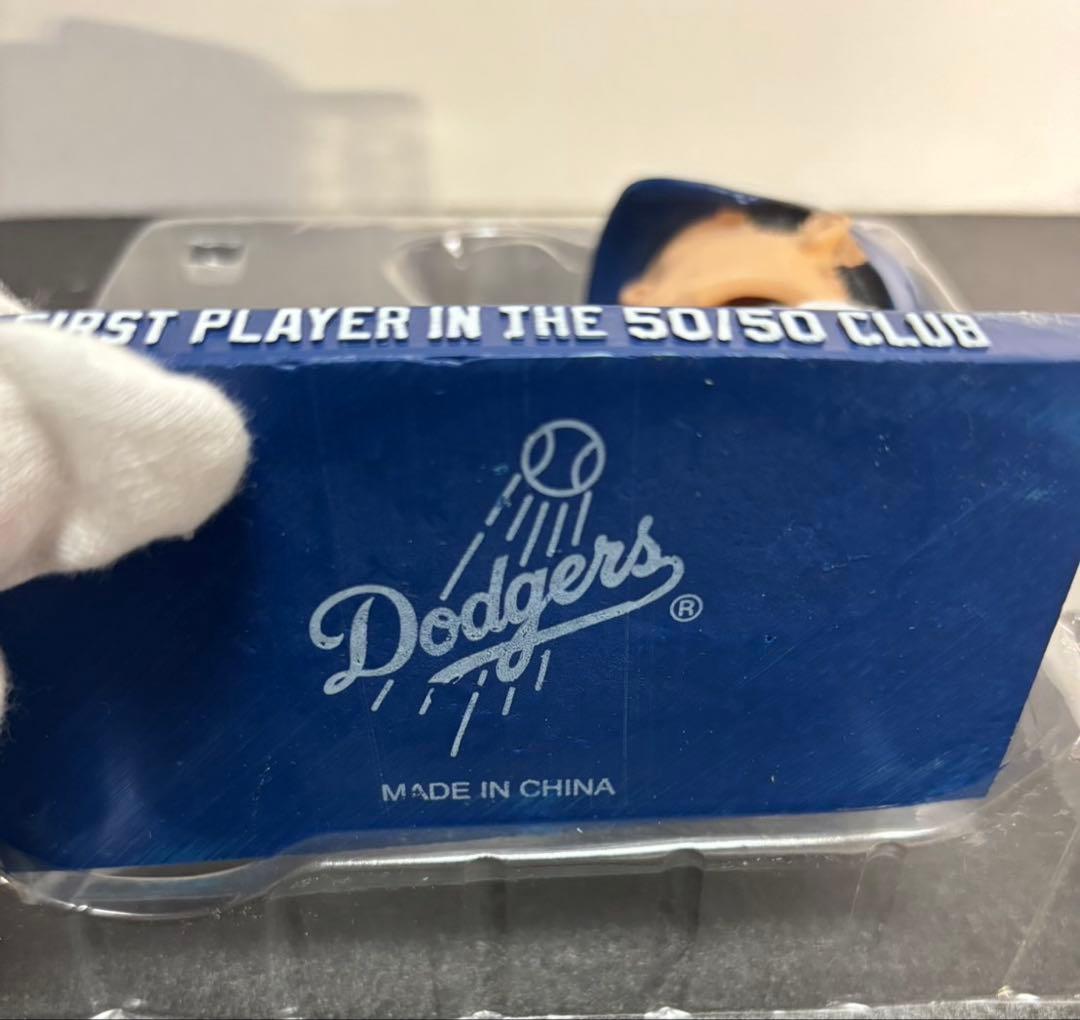 FIRST PLAYER IN THE 50/50 CLUB
Dodgers ®
MADE IN CHINA